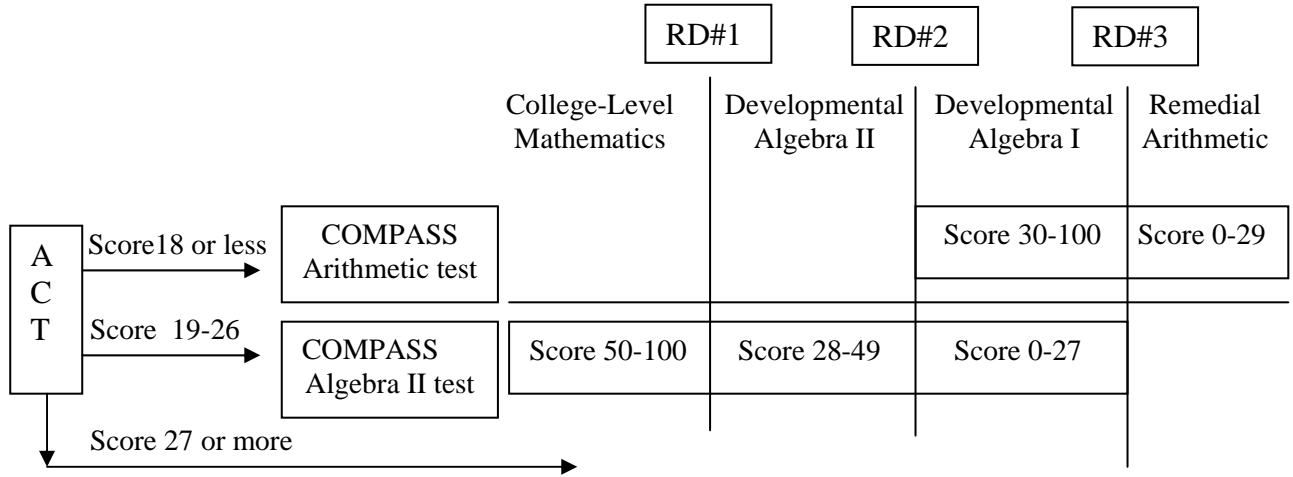 RD#1 RD#2 RD#3
College-Level Developmental Developmental Remedial
Mathematics Algebra II Algebra I Arithmetic
A
C
T
Score18 or less
COMPASS
Arithmetic test
Score 30-100 Score 0-29
Score 19-26
COMPASS
Algebra II test
Score 50-100 Score 28-49 Score 0-27
Score 27 or more